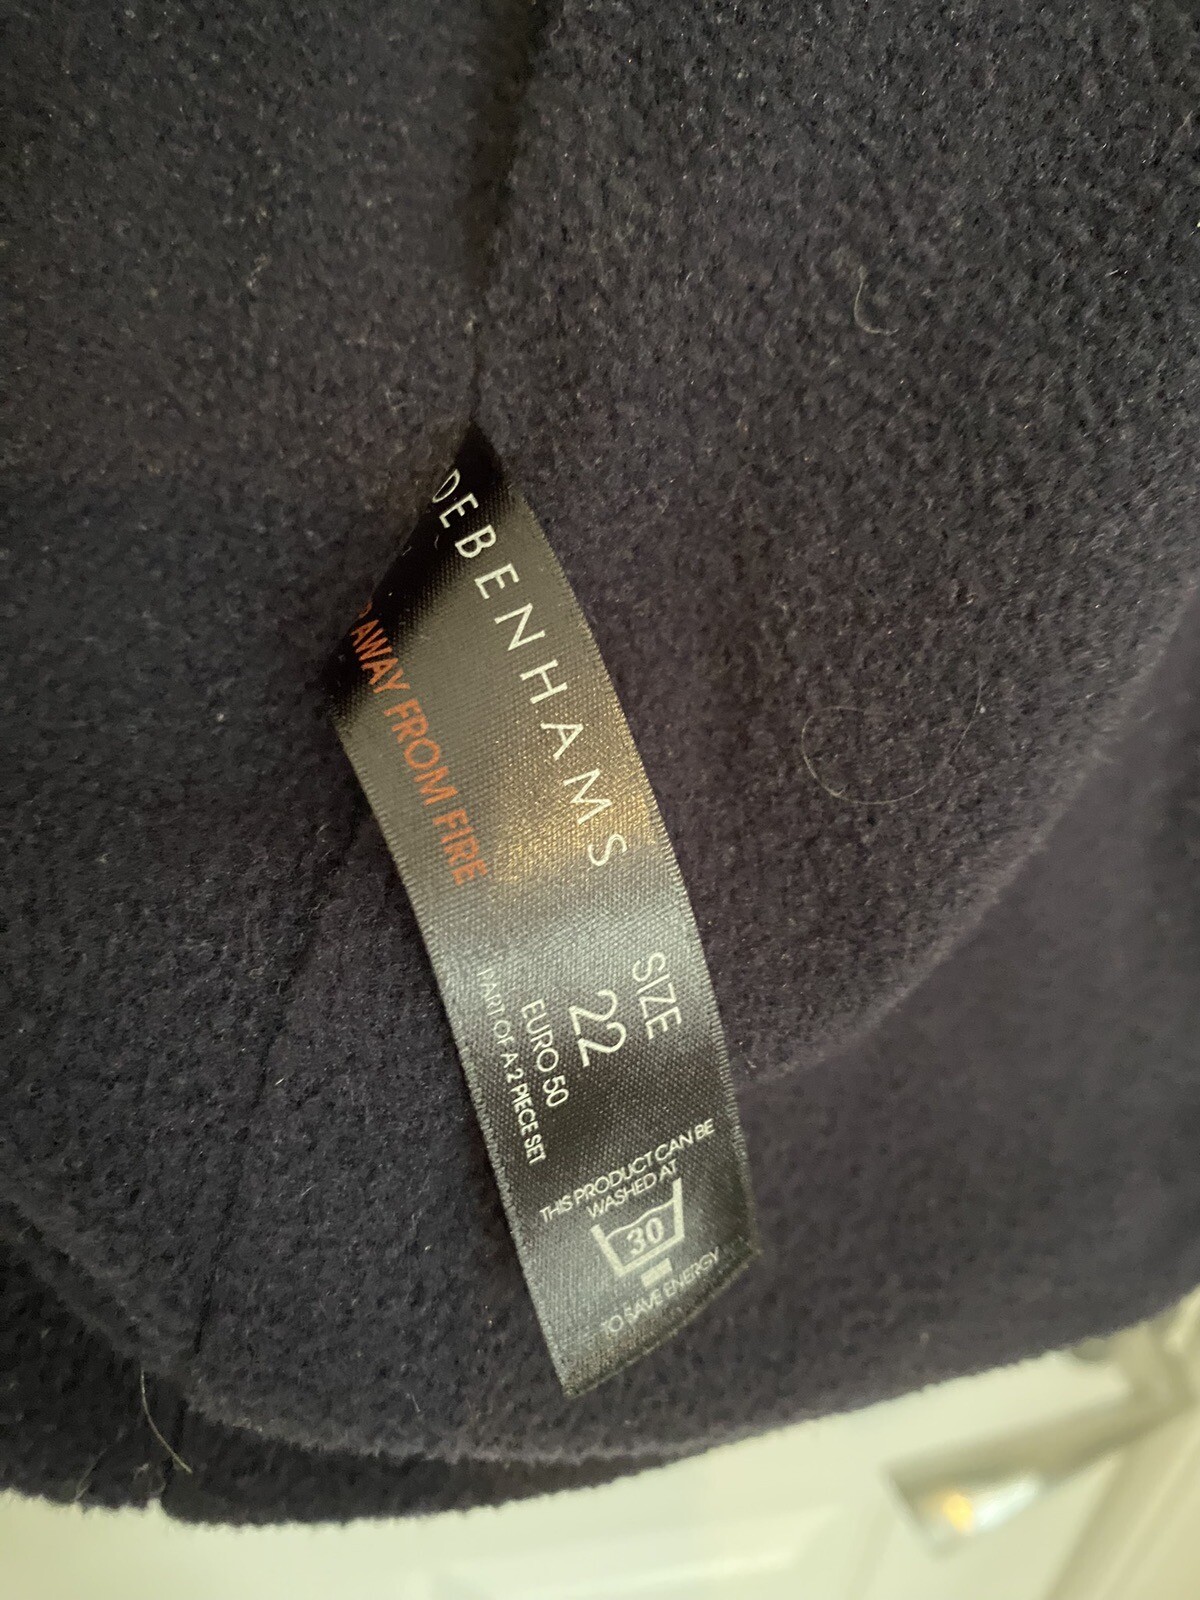 DEBENHAMS
AWAY FROM FIRE
SIZE
22
EURO 50
PART OF A 2 PIECE SET
THIS PRODUCT CAN BE
WASHED AT
30
TO SAVE ENERGY